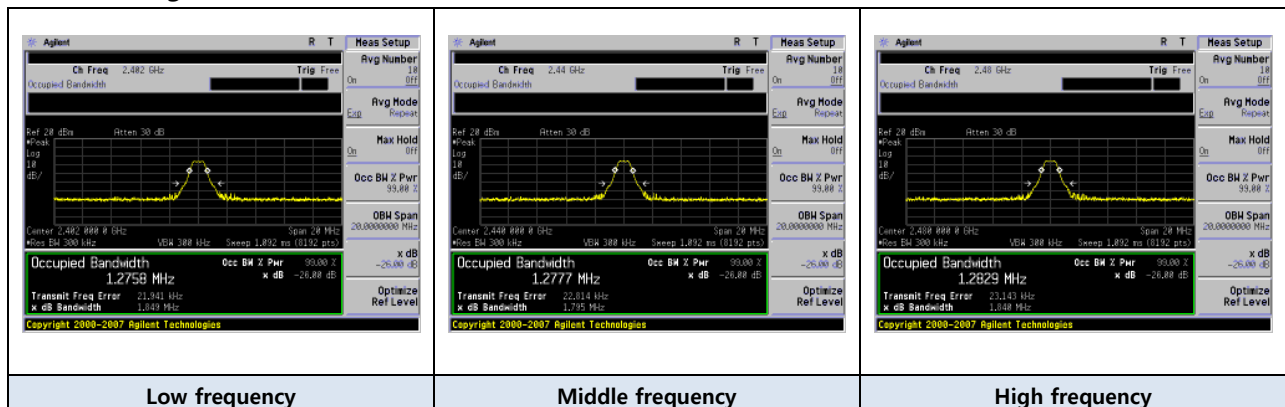 Agilent R T Meas Setup
Ch Freq 2.402 GHz Trig Free
Occupied Bandwidth
Avg Number
10
On Off
Avg Mode
Exp Repeat
Max Hold
On Off
Occ BW % Pwr
99.00 %
OBW Span
20.0000000 MHz
x dB
-26.00 dB
Optimize
Ref Level
Ref 20 dBm Atten 30 dB
•Peak
Log
10
dB/
Center 2.402 000 0 GHz Span 20 MHz
•Res BW 300 kHz VBW 300 kHz Sweep 1.092 ms (8192 pts)
Occupied Bandwidth Occ BW % Pwr 99.00 %
1.2758 MHz x dB -26.00 dB
Transmit Freq Error 21.941 kHz
x dB Bandwidth 1.849 MHz
Copyright 2000-2007 Agilent Technologies
Low frequency
Agilent R T Meas Setup
Ch Freq 2.44 GHz Trig Free
Occupied Bandwidth
Avg Number
10
On Off
Avg Mode
Exp Repeat
Max Hold
On Off
Occ BW % Pwr
99.00 %
OBW Span
20.0000000 MHz
x dB
-26.00 dB
Optimize
Ref Level
Ref 20 dBm Atten 30 dB
•Peak
Log
10
dB/
Center 2.440 000 0 GHz Span 20 MHz
•Res BW 300 kHz VBW 300 kHz Sweep 1.092 ms (8192 pts)
Occupied Bandwidth Occ BW % Pwr 99.00 %
1.2777 MHz x dB -26.00 dB
Transmit Freq Error 22.814 kHz
x dB Bandwidth 1.795 MHz
Copyright 2000-2007 Agilent Technologies
Middle frequency
Agilent R T Meas Setup
Ch Freq 2.48 GHz Trig Free
Occupied Bandwidth
Avg Number
10
On Off
Avg Mode
Exp Repeat
Max Hold
On Off
Occ BW % Pwr
99.00 %
OBW Span
20.0000000 MHz
x dB
-26.00 dB
Optimize
Ref Level
Ref 20 dBm Atten 30 dB
•Peak
Log
10
dB/
Center 2.480 000 0 GHz Span 20 MHz
•Res BW 300 kHz VBW 300 kHz Sweep 1.092 ms (8192 pts)
Occupied Bandwidth Occ BW % Pwr 99.00 %
1.2829 MHz x dB -26.00 dB
Transmit Freq Error 23.143 kHz
x dB Bandwidth 1.840 MHz
Copyright 2000-2007 Agilent Technologies
High frequency